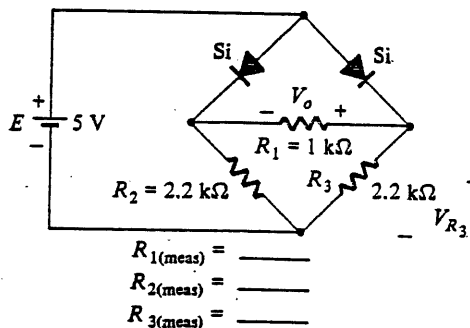 Si Si
+ − V_o +
E 5 V
− R_1 = 1 kΩ
R_2 = 2.2 kΩ R_3 2.2 kΩ
− V_{R_3}
R_{1(meas)} = ______
R_{2(meas)} = ______
R_{3(meas)} = ______